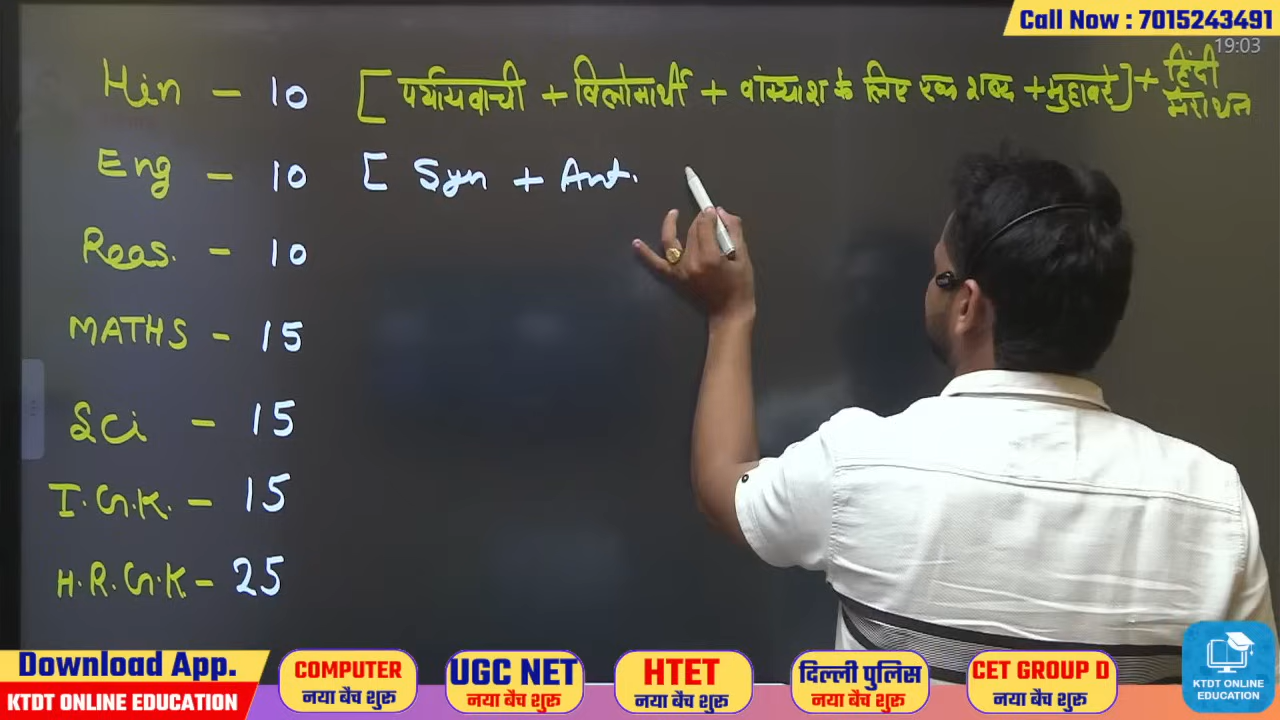 Call Now : 7015243491
19:03
Hin - 10 [पर्यायवाची + विलोमार्थी + वांक्याश के लिए एक शब्द + मुहावरे] + हिंदी
मैराथन
Eng - 10 [ Syn + Ant.
Reas. - 10
MATHS - 15
Sci - 15
I.G.K. - 15
H.R.G.K - 25
Download App.
KTDT ONLINE EDUCATION
COMPUTER
नया बैच शुरू
UGC NET
नया बैच शुरू
HTET
नया बैच शुरू
दिल्ली पुलिस
नया बैच शुरू
CET GROUP D
नया बैच शुरू
KTDT ONLINE
EDUCATION